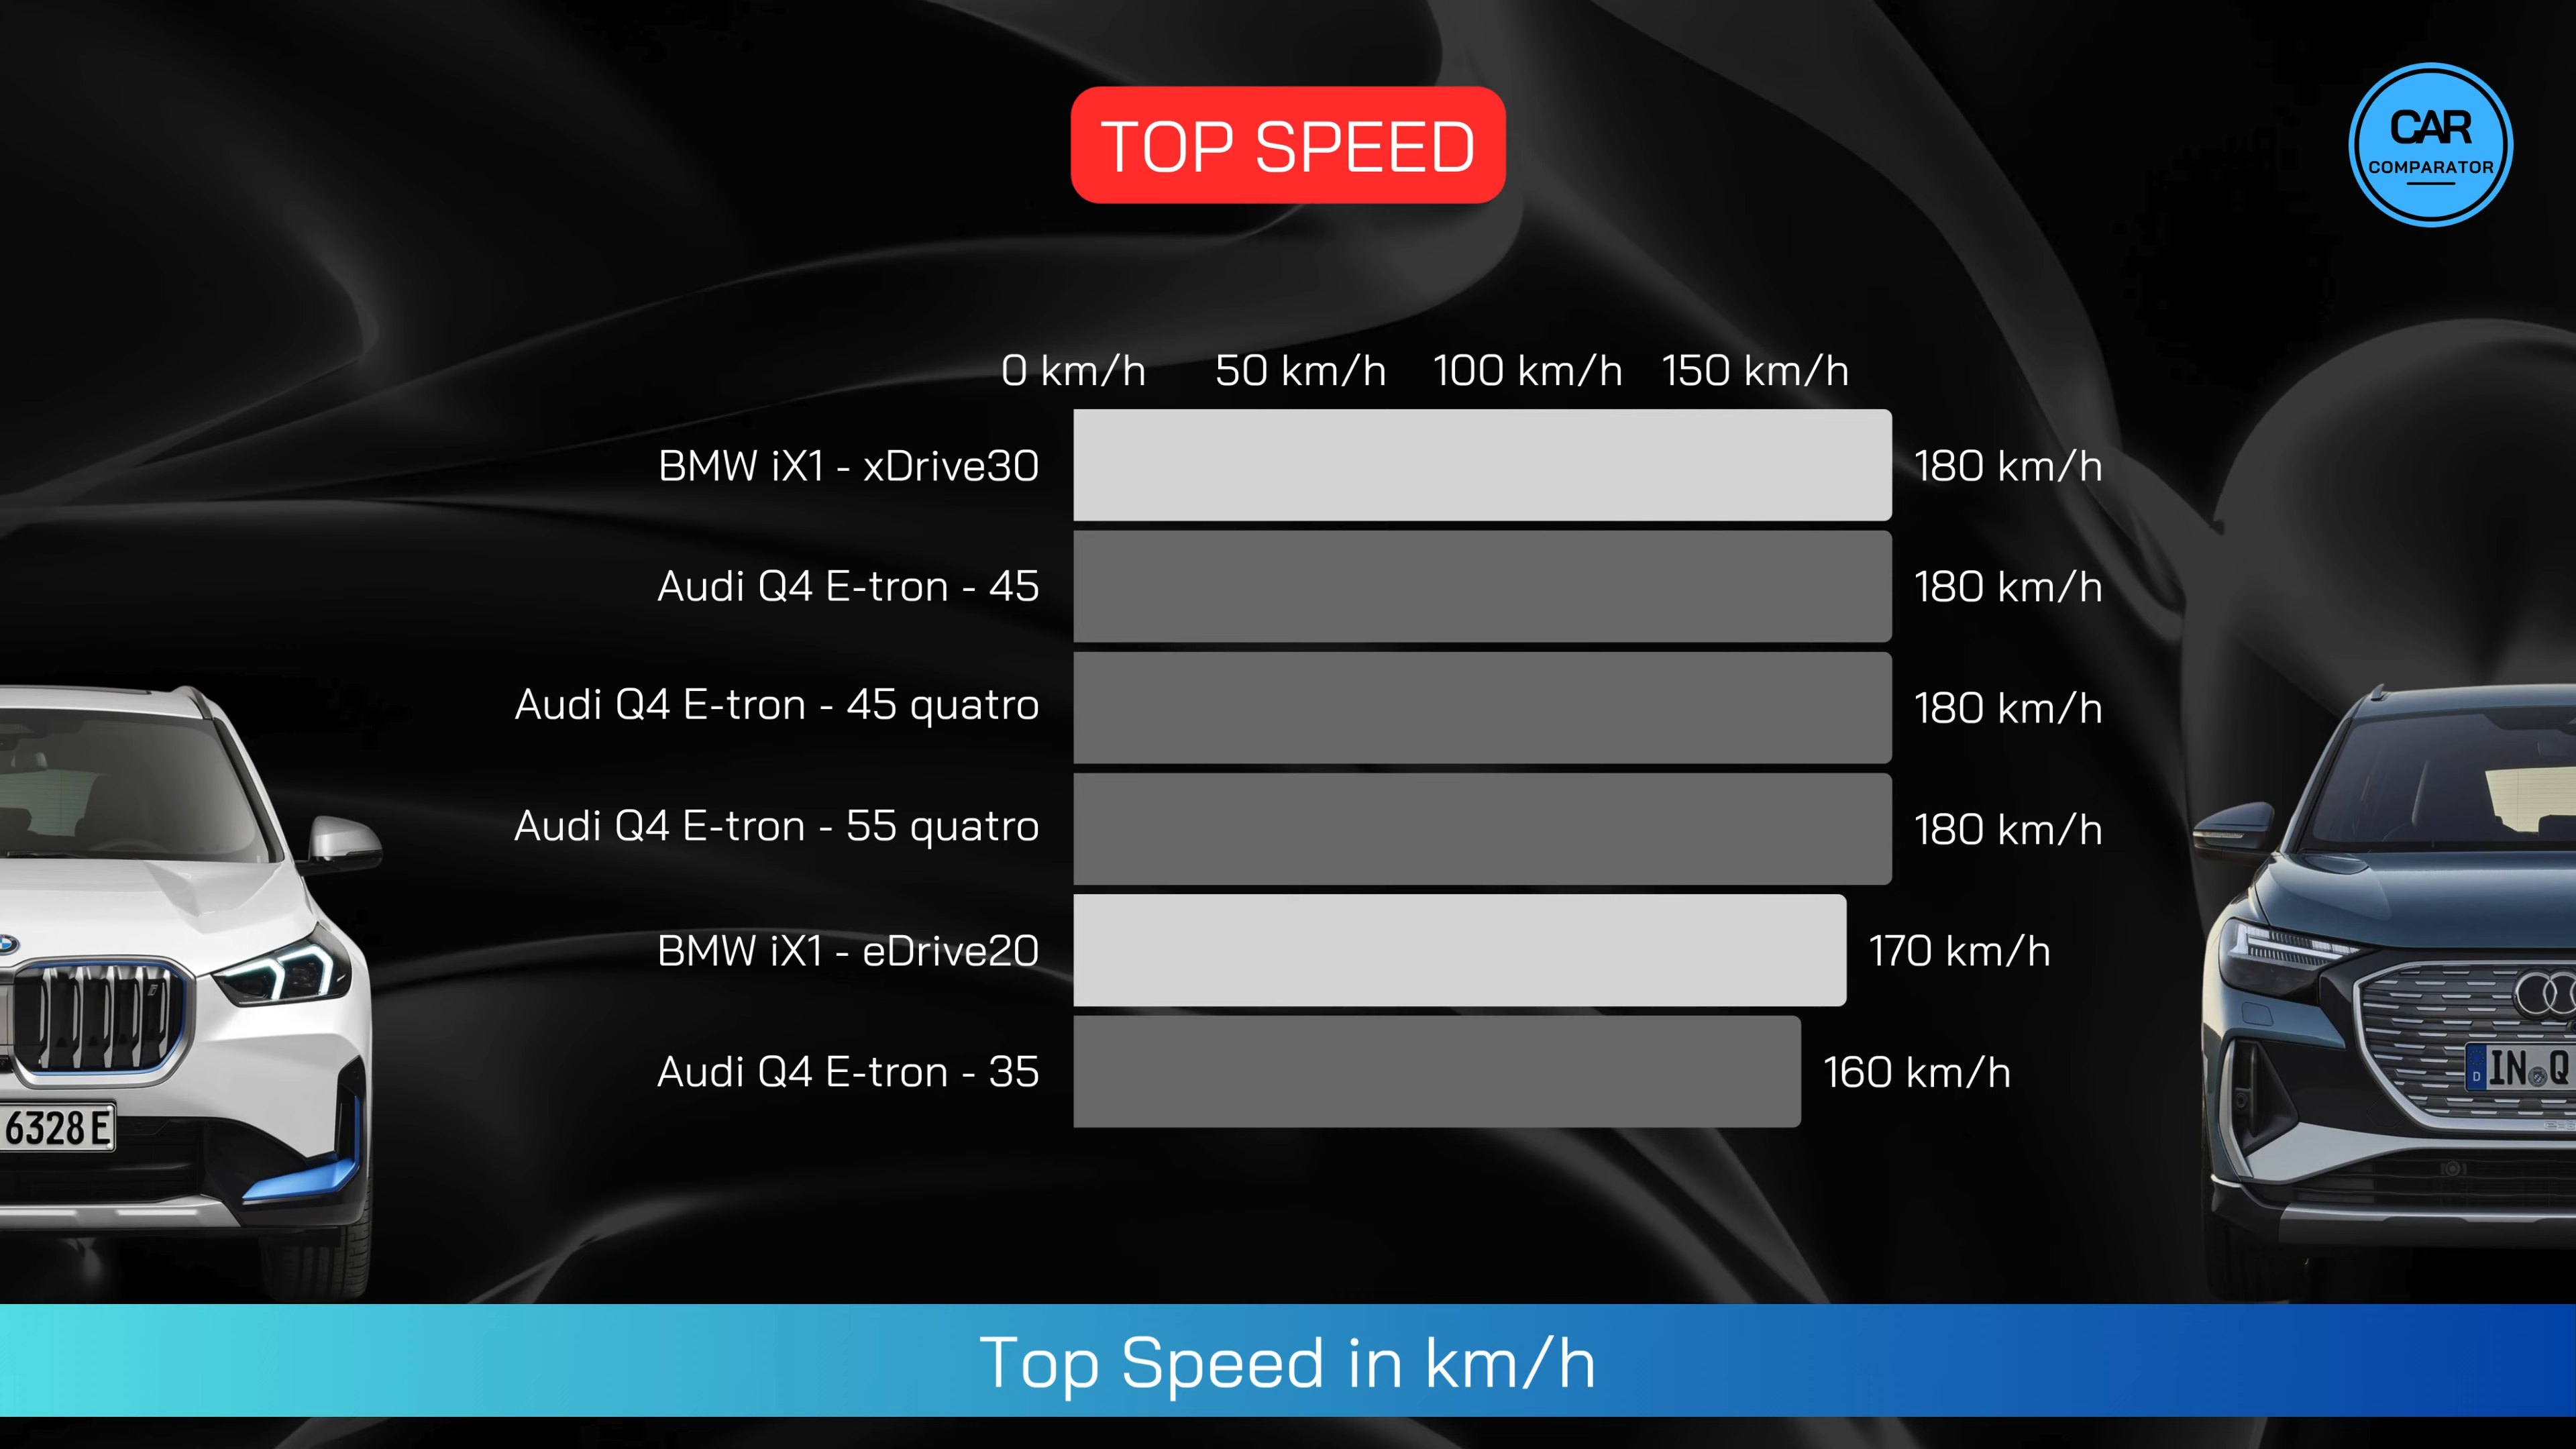 TOP SPEED
CAR
COMPARATOR
0 km/h 50 km/h 100 km/h 150 km/h
BMW iX1 - xDrive30 180 km/h
Audi Q4 E-tron - 45 180 km/h
Audi Q4 E-tron - 45 quatro 180 km/h
Audi Q4 E-tron - 55 quatro 180 km/h
BMW iX1 - eDrive20 170 km/h
Audi Q4 E-tron - 35 160 km/h
6328 E
D IN Q
Top Speed in km/h